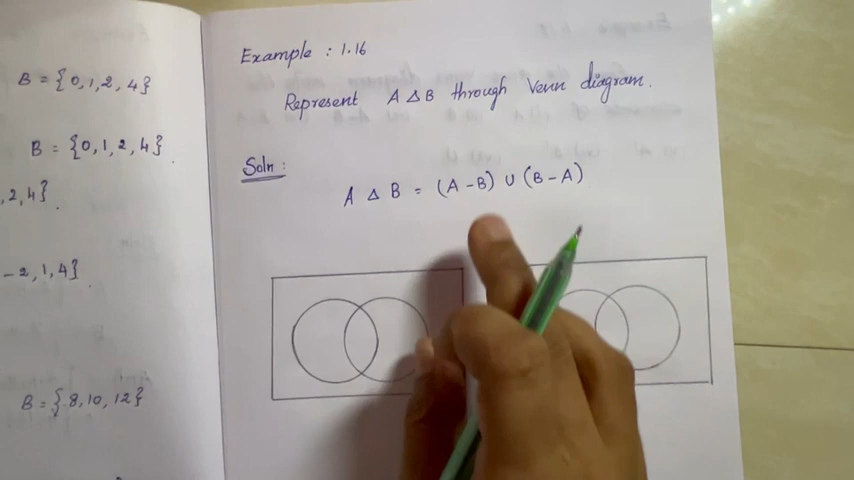 B = {0,1,2,4}
B = {0,1,2,4}.
,2,4}.
-2,1,4}.
B = {8,10,12}
Example : 1.16
Represent A Δ B through Venn diagram.
Soln :
A Δ B = (A - B) ∪ (B - A)